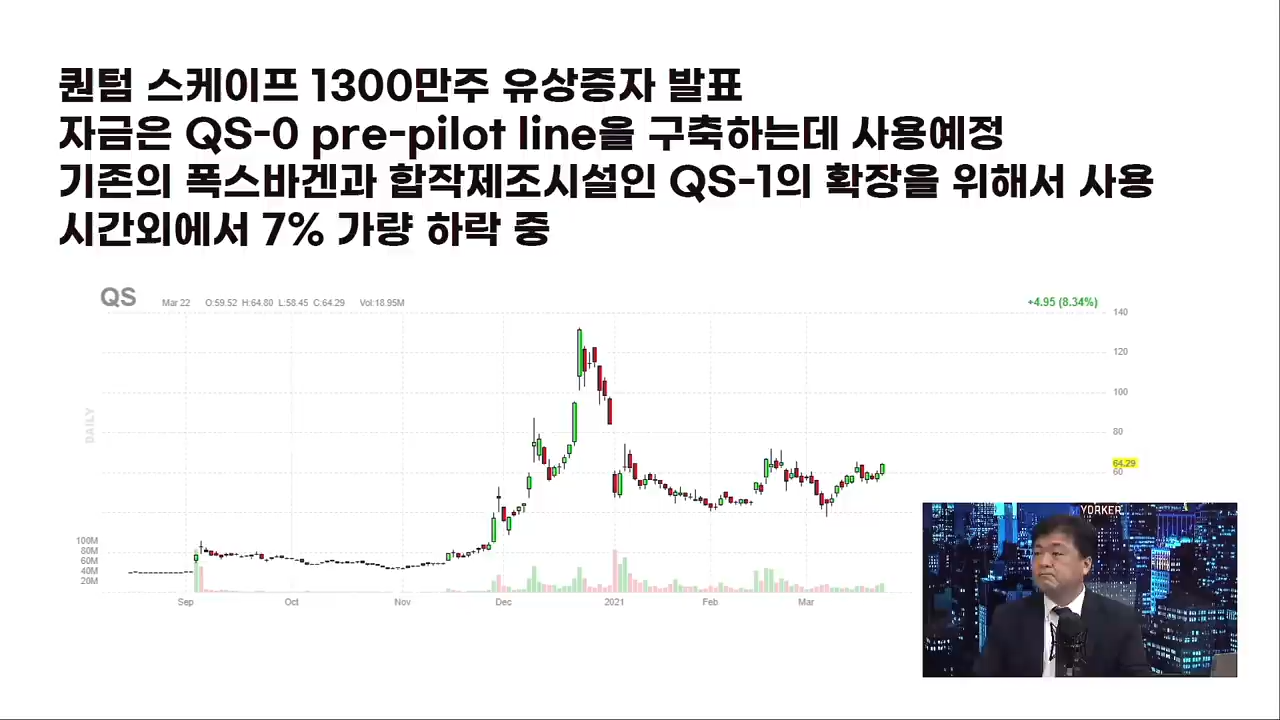 퀀텀 스케이프 1300만주 유상증자 발표
자금은 QS-0 pre-pilot line을 구축하는데 사용예정
기존의 폭스바겐과 합작제조시설인 QS-1의 확장을 위해서 사용
시간외에서 7% 가량 하락 중
QS Mar 22 O:59.52 H:64.80 L:58.45 C:64.29 Vol:18.95M +4.95 (8.34%)
140
120
100
80
64.29
60
DAILY
100M
80M
60M
40M
20M
Sep Oct Nov Dec 2021 Feb Mar
YORKER